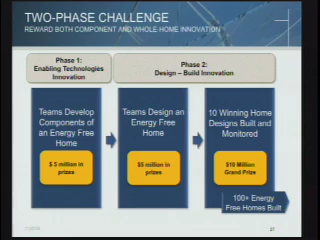 TWO-PHASE CHALLENGE
REWARD BOTH COMPONENT AND WHOLE HOME INNOVATION
Phase 1:
Enabling Technologies
Innovation
Phase 2:
Design – Build Innovation
Teams Develop
Components of
an Energy Free
Home
$ 5 million in
prizes
Teams Design an
Energy Free
Home
$5 million in
prizes
10 Winning Home
Designs Built and
Monitored
$10 Million
Grand Prize
100+ Energy
Free Homes Built
27